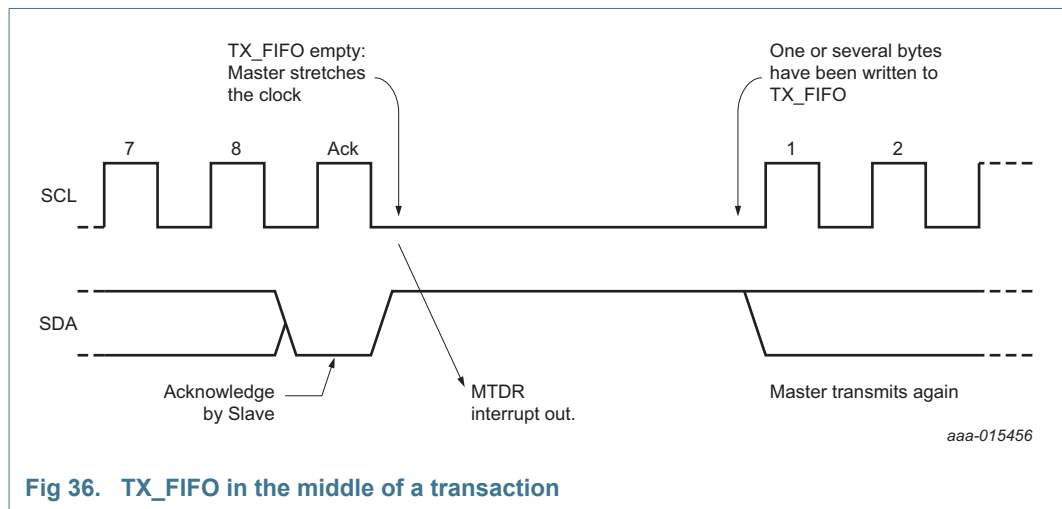 TX_FIFO empty:
Master stretches
the clock
One or several bytes
have been written to
TX_FIFO
7
8
Ack
1
2
SCL
SDA
Acknowledge
by Slave
MTDR
interrupt out.
Master transmits again
aaa-015456
Fig 36. TX_FIFO in the middle of a transaction